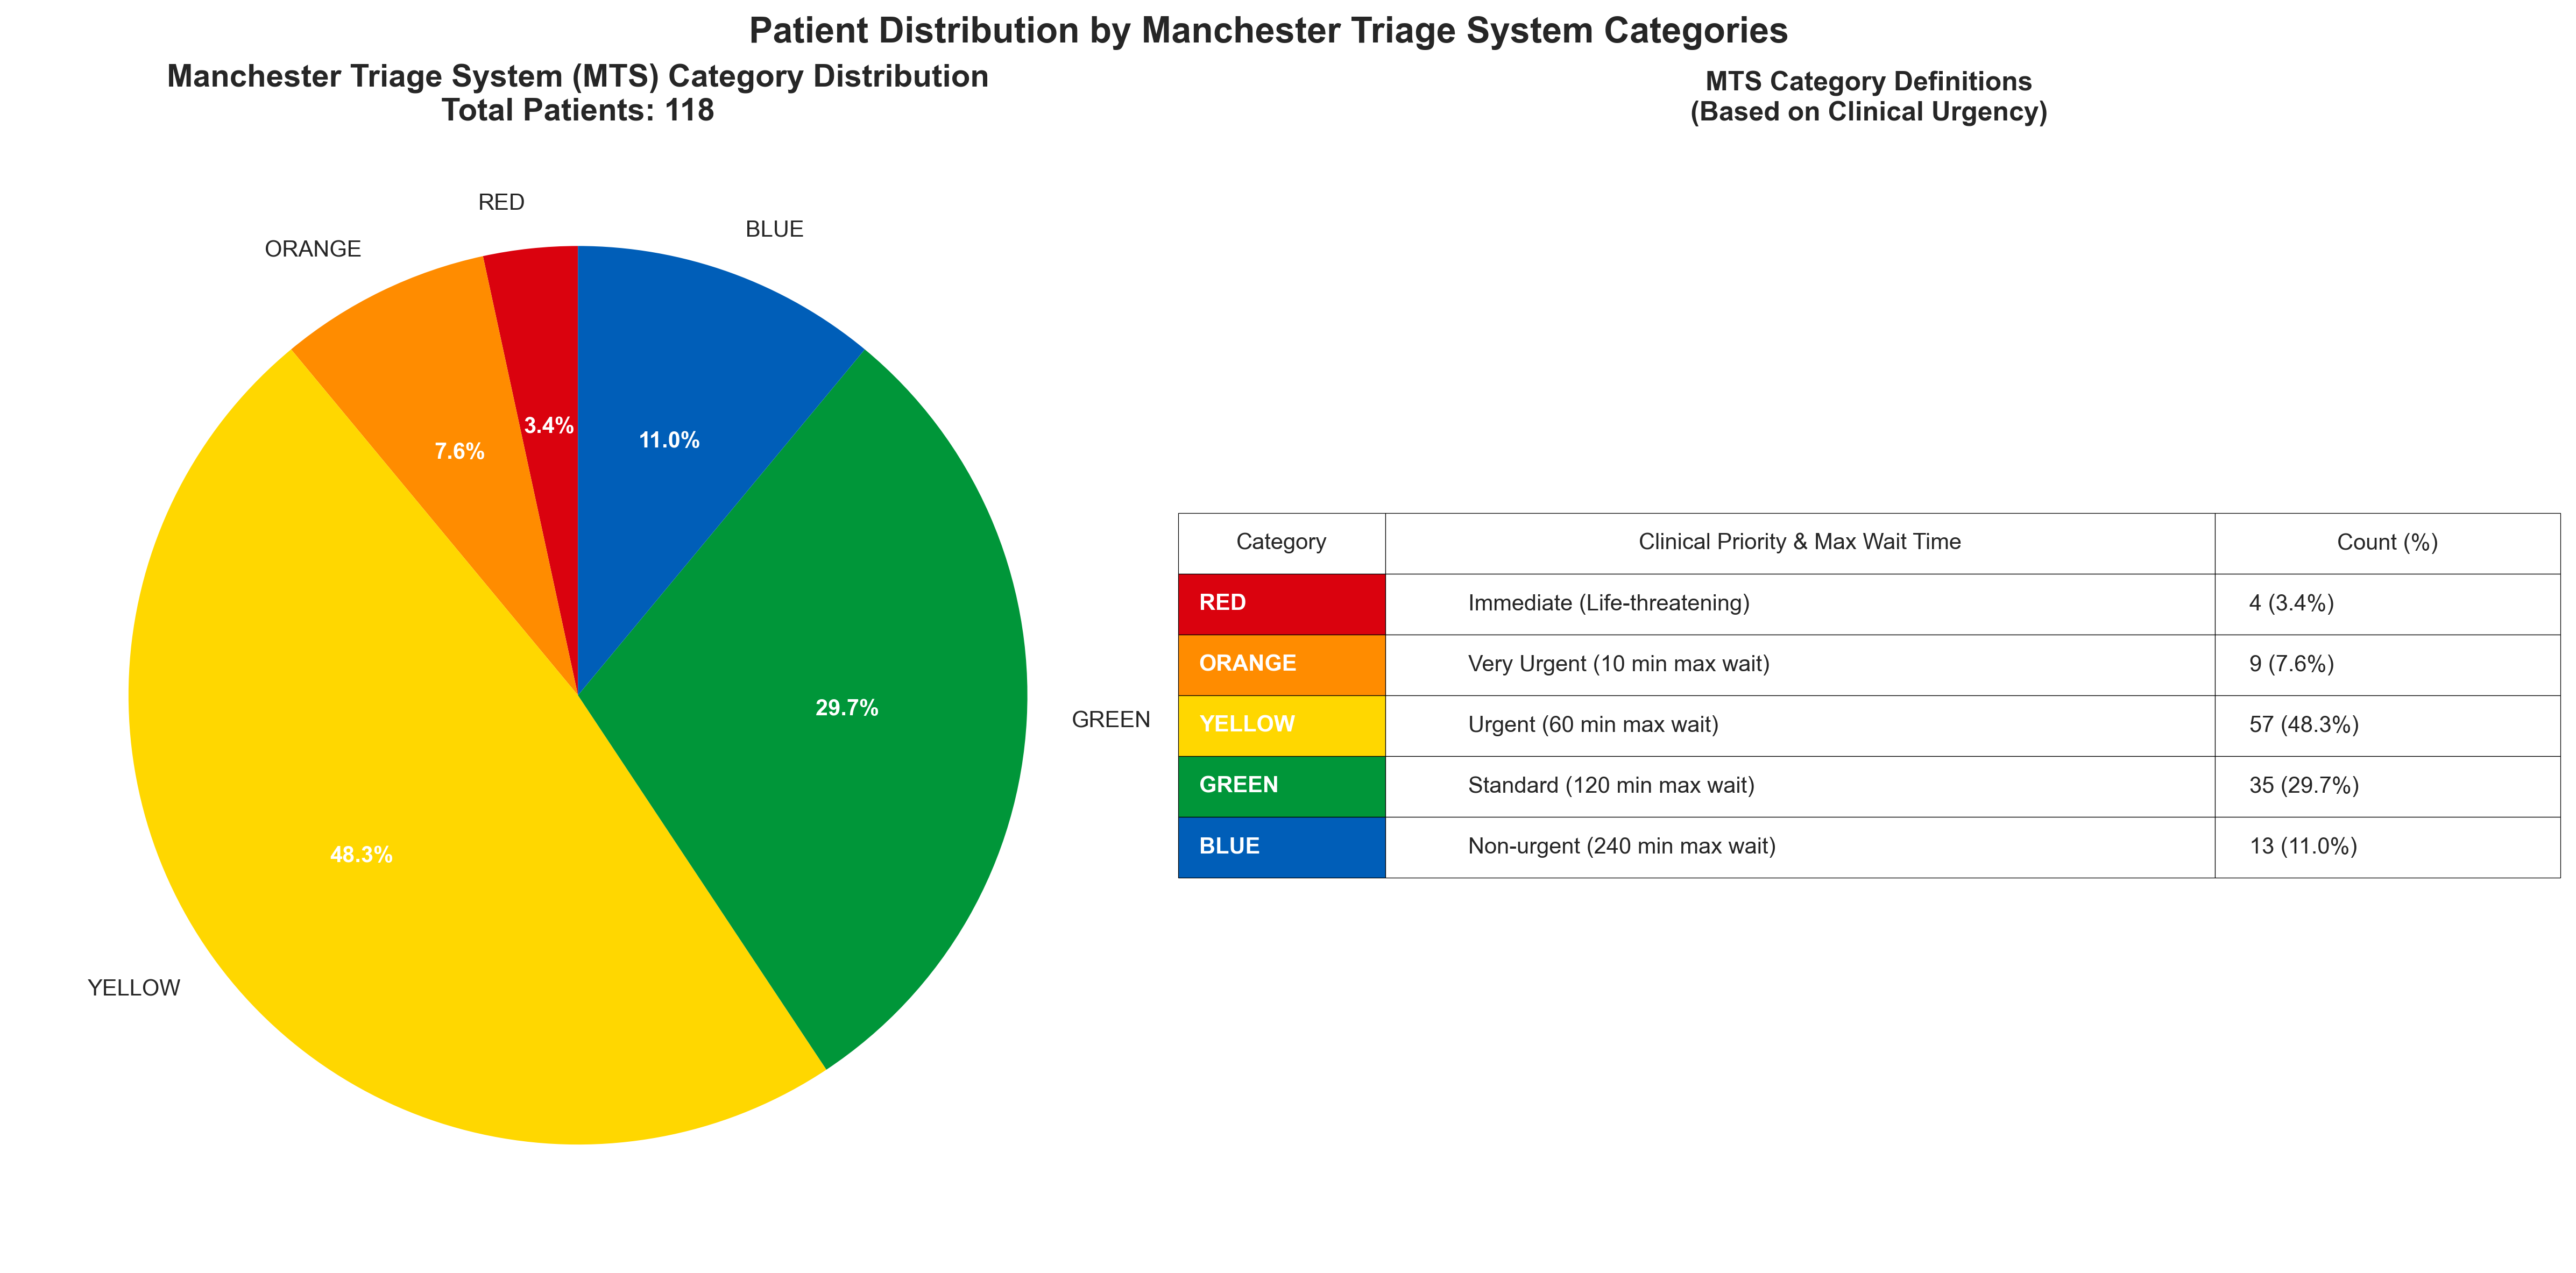 Patient Distribution by Manchester Triage System Categories
Manchester Triage System (MTS) Category Distribution
Total Patients: 118
RED
ORANGE
BLUE
3.4%
7.6%
11.0%
29.7%
GREEN
48.3%
YELLOW
MTS Category Definitions
(Based on Clinical Urgency)
Category Clinical Priority & Max Wait Time Count (%)
RED Immediate (Life-threatening) 4 (3.4%)
ORANGE Very Urgent (10 min max wait) 9 (7.6%)
YELLOW Urgent (60 min max wait) 57 (48.3%)
GREEN Standard (120 min max wait) 35 (29.7%)
BLUE Non-urgent (240 min max wait) 13 (11.0%)